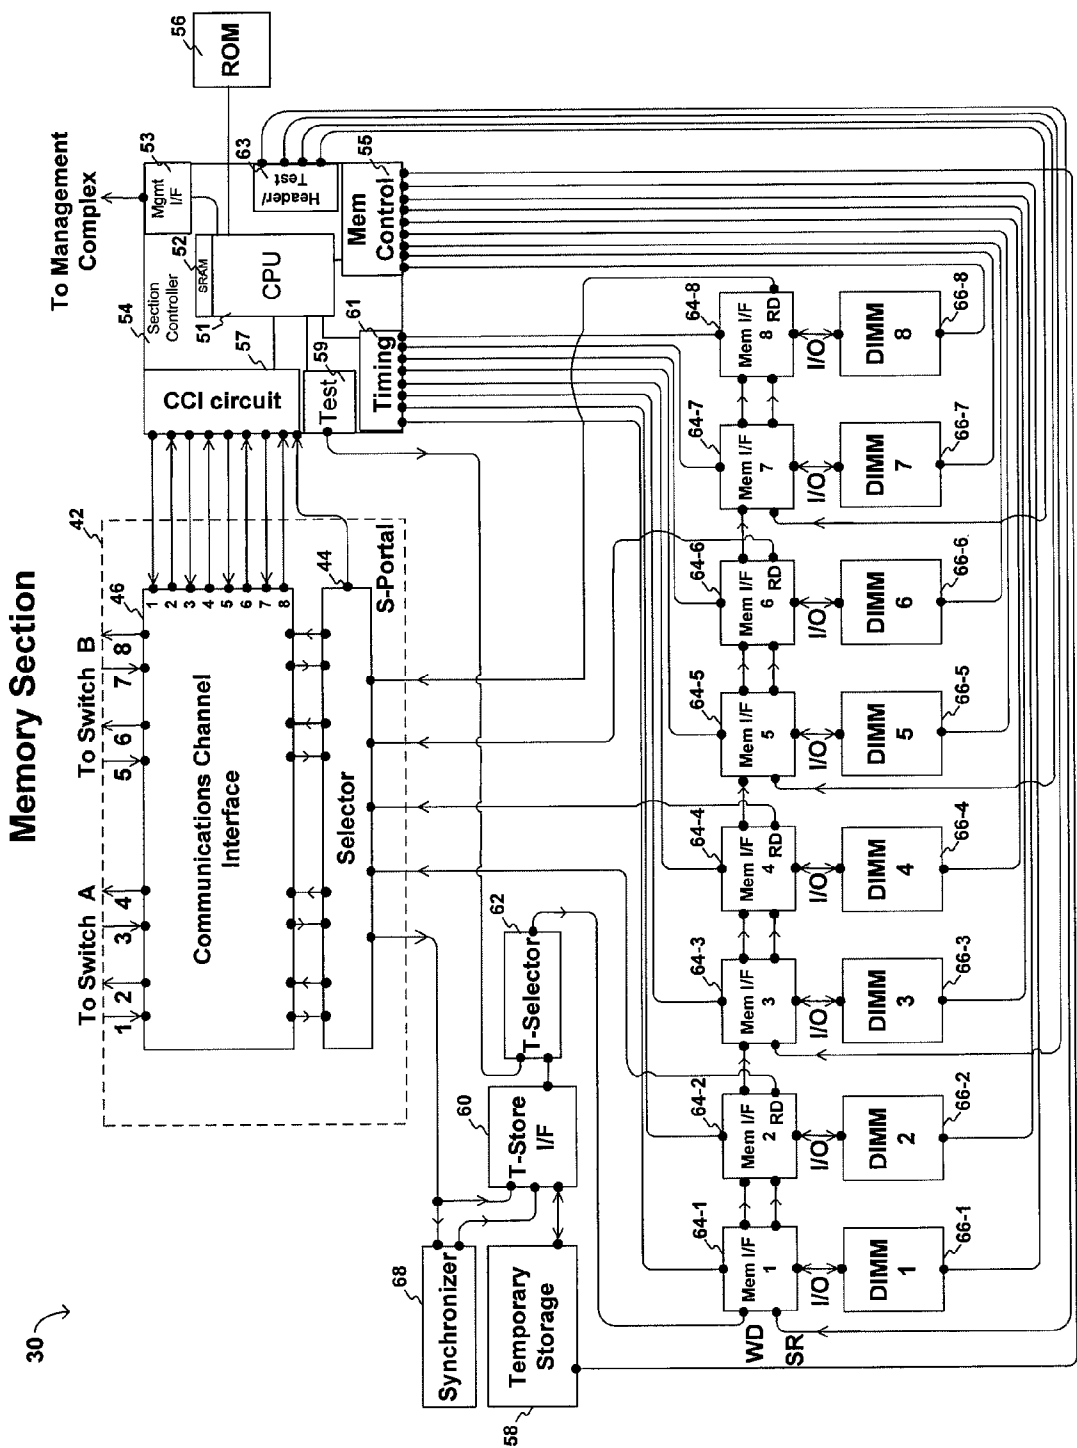 Memory Section
30
To Switch A
To Switch B
1
2
3
4
5
6
7
8
46
42
Communications Channel
Interface
1
2
3
4
5
6
7
8
Selector
44
S-Portal
To Management
Complex
54
Section
Controller
Mgmt
I/F
53
56
ROM
CCI circuit
57
51
SRAM
52
CPU
Header/
Test
63
Test
59
Timing
61
Mem
Control
55
Synchronizer
68
Temporary
Storage
58
T-Store
I/F
60
T-Selector
62
WD
SR
64-1
Mem I/F
1
64-2
Mem I/F
2
RD
64-3
Mem I/F
3
64-4
Mem I/F
4
RD
64-5
Mem I/F
5
64-6
Mem I/F
6
RD
64-7
Mem I/F
7
64-8
Mem I/F
8
RD
I/O
I/O
I/O
I/O
I/O
I/O
I/O
I/O
DIMM
1
66-1
DIMM
2
66-2
DIMM
3
66-3
DIMM
4
66-4
DIMM
5
66-5
DIMM
6
66-6
DIMM
7
66-7
DIMM
8
66-8